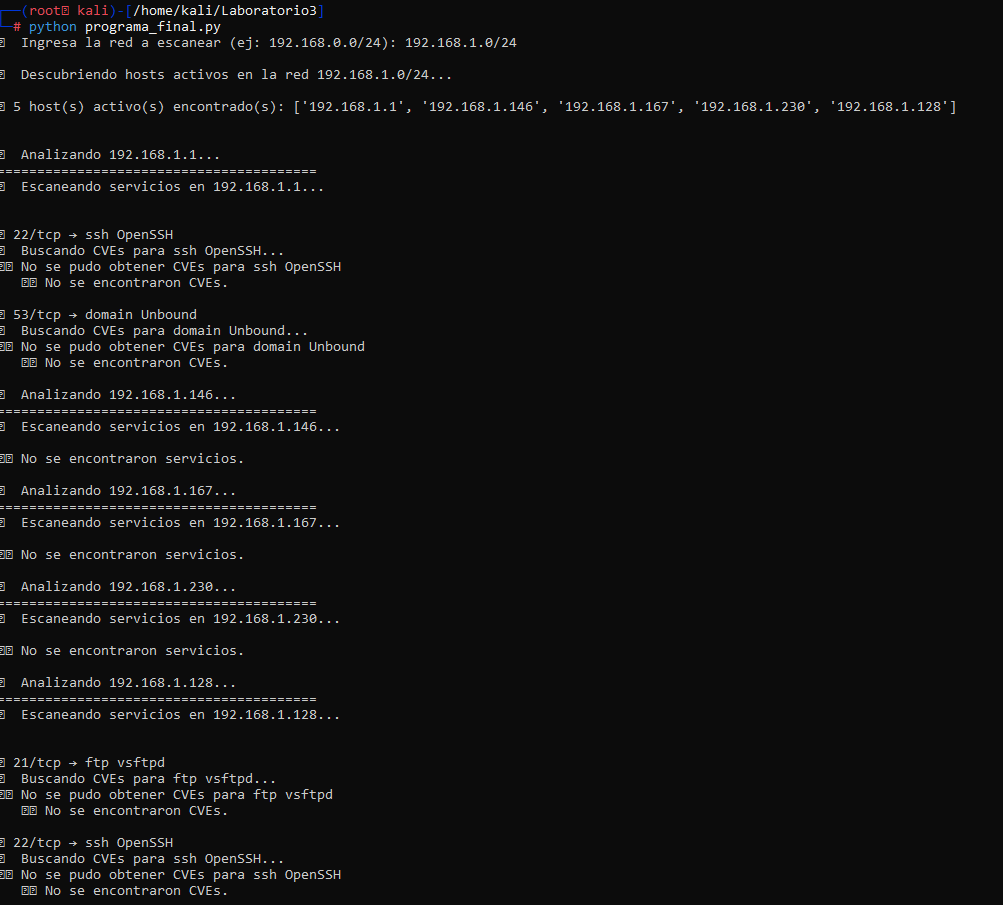 (root㉿ kali)-[/home/kali/Laboratorio3]
# python programa_final.py
Ingresa la red a escanear (ej: 192.168.0.0/24): 192.168.1.0/24
Descubriendo hosts activos en la red 192.168.1.0/24...
5 host(s) activo(s) encontrado(s): ['192.168.1.1', '192.168.1.146', '192.168.1.167', '192.168.1.230', '192.168.1.128']
Analizando 192.168.1.1...
========================================
Escaneando servicios en 192.168.1.1...
22/tcp → ssh OpenSSH
Buscando CVEs para ssh OpenSSH...
No se pudo obtener CVEs para ssh OpenSSH
No se encontraron CVEs.
53/tcp → domain Unbound
Buscando CVEs para domain Unbound...
No se pudo obtener CVEs para domain Unbound
No se encontraron CVEs.
Analizando 192.168.1.146...
========================================
Escaneando servicios en 192.168.1.146...
No se encontraron servicios.
Analizando 192.168.1.167...
========================================
Escaneando servicios en 192.168.1.167...
No se encontraron servicios.
Analizando 192.168.1.230...
========================================
Escaneando servicios en 192.168.1.230...
No se encontraron servicios.
Analizando 192.168.1.128...
========================================
Escaneando servicios en 192.168.1.128...
21/tcp → ftp vsftpd
Buscando CVEs para ftp vsftpd...
No se pudo obtener CVEs para ftp vsftpd
No se encontraron CVEs.
22/tcp → ssh OpenSSH
Buscando CVEs para ssh OpenSSH...
No se pudo obtener CVEs para ssh OpenSSH
No se encontraron CVEs.